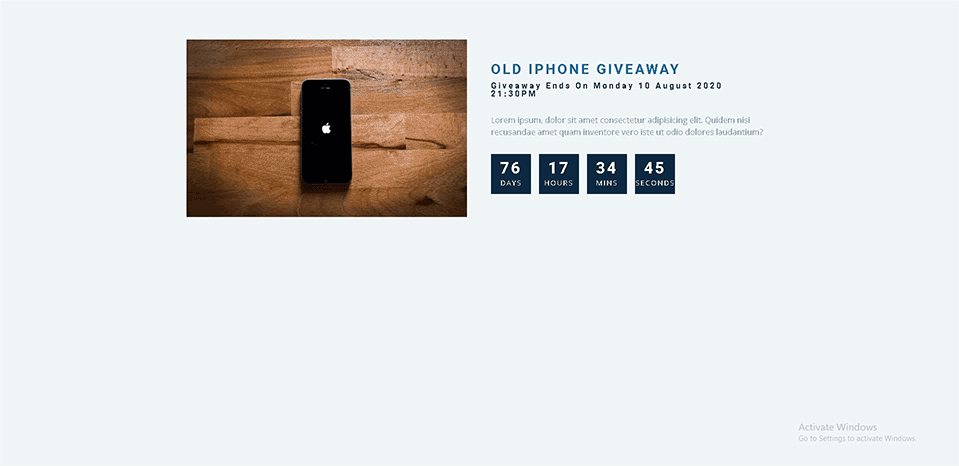 OLD IPHONE GIVEAWAY
Giveaway Ends On Monday 10 August 2020
21:30PM
Lorem ipsum, dolor sit amet consectetur adipisicing elit. Quidem nisi
recusandae amet quam inventore vero iste ut odio dolores laudantium?
76 17 34 45
DAYS HOURS MINS SECONDS
Activate Windows
Go to Settings to activate Windows.